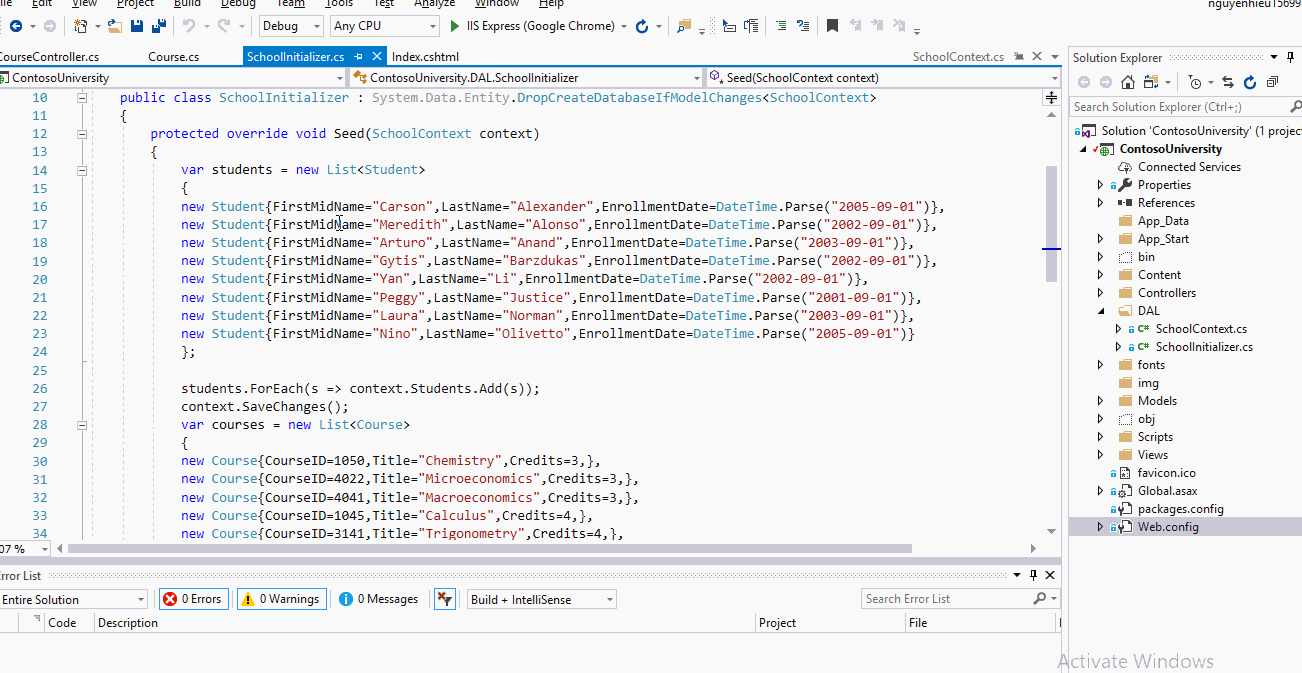 File Edit View Project Build Debug Team Tools Test Analyze Window Help
nguyenhieu15699
Debug Any CPU IIS Express (Google Chrome)
CourseController.cs Course.cs SchoolInitializer.cs Index.cshtml SchoolContext.cs
ContosoUniversity ContosoUniversity.DAL.SchoolInitializer Seed(SchoolContext context)
10 public class SchoolInitializer : System.Data.Entity.DropCreateDatabaseIfModelChanges<SchoolContext>
11 {
12 protected override void Seed(SchoolContext context)
13 {
14 var students = new List<Student>
15 {
16 new Student{FirstMidName="Carson",LastName="Alexander",EnrollmentDate=DateTime.Parse("2005-09-01")},
17 new Student{FirstMidName="Meredith",LastName="Alonso",EnrollmentDate=DateTime.Parse("2002-09-01")},
18 new Student{FirstMidName="Arturo",LastName="Anand",EnrollmentDate=DateTime.Parse("2003-09-01")},
19 new Student{FirstMidName="Gytis",LastName="Barzdukas",EnrollmentDate=DateTime.Parse("2002-09-01")},
20 new Student{FirstMidName="Yan",LastName="Li",EnrollmentDate=DateTime.Parse("2002-09-01")},
21 new Student{FirstMidName="Peggy",LastName="Justice",EnrollmentDate=DateTime.Parse("2001-09-01")},
22 new Student{FirstMidName="Laura",LastName="Norman",EnrollmentDate=DateTime.Parse("2003-09-01")},
23 new Student{FirstMidName="Nino",LastName="Olivetto",EnrollmentDate=DateTime.Parse("2005-09-01")}
24 };
25
26 students.ForEach(s => context.Students.Add(s));
27 context.SaveChanges();
28 var courses = new List<Course>
29 {
30 new Course{CourseID=1050,Title="Chemistry",Credits=3,},
31 new Course{CourseID=4022,Title="Microeconomics",Credits=3,},
32 new Course{CourseID=4041,Title="Macroeconomics",Credits=3,},
33 new Course{CourseID=1045,Title="Calculus",Credits=4,},
34 new Course{CourseID=3141,Title="Trigonometry",Credits=4,},
07 %
Error List
Entire Solution 0 Errors 0 Warnings 0 Messages Build + IntelliSense Search Error List
Code Description Project File
Solution Explorer
Search Solution Explorer (Ctrl+;)
Solution 'ContosoUniversity' (1 projec
ContosoUniversity
Connected Services
Properties
References
App_Data
App_Start
bin
Content
Controllers
DAL
C# SchoolContext.cs
C# SchoolInitializer.cs
fonts
img
Models
obj
Scripts
Views
favicon.ico
Global.asax
packages.config
Web.config
Activate Windows